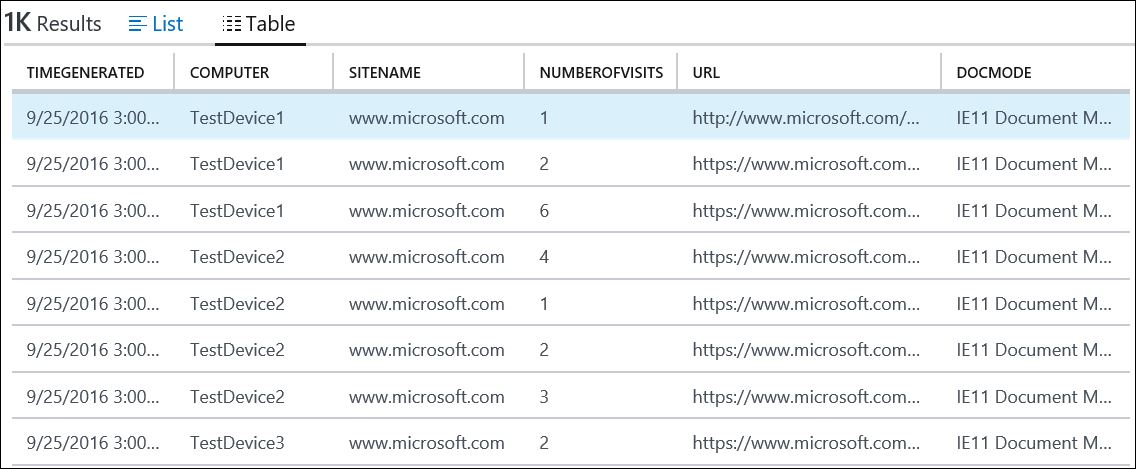 1K Results List Table
TIMEGENERATED COMPUTER SITENAME NUMBEROFVISITS URL DOCMODE
9/25/2016 3:00... TestDevice1 www.microsoft.com 1 http://www.microsoft.com/... IE11 Document M...
9/25/2016 3:00... TestDevice1 www.microsoft.com 2 https://www.microsoft.com... IE11 Document M...
9/25/2016 3:00... TestDevice1 www.microsoft.com 6 https://www.microsoft.com... IE11 Document M...
9/25/2016 3:00... TestDevice2 www.microsoft.com 4 https://www.microsoft.com... IE11 Document M...
9/25/2016 3:00... TestDevice2 www.microsoft.com 1 https://www.microsoft.com... IE11 Document M...
9/25/2016 3:00... TestDevice2 www.microsoft.com 2 https://www.microsoft.com... IE11 Document M...
9/25/2016 3:00... TestDevice2 www.microsoft.com 3 https://www.microsoft.com... IE11 Document M...
9/25/2016 3:00... TestDevice3 www.microsoft.com 2 https://www.microsoft.com... IE11 Document M...